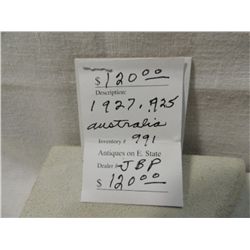 $ 120 00
Description:
1927, 925
australia
Inventory # 991
Antiques on E. State
Dealer # JBP
$ 120 00